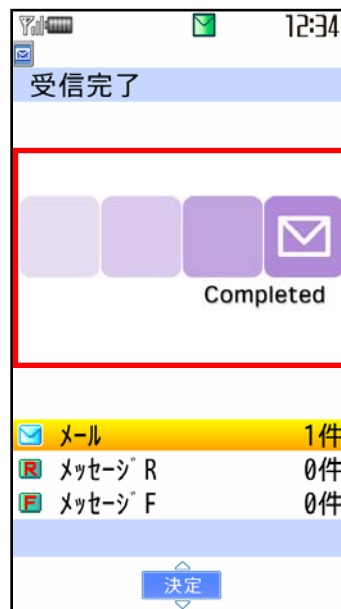 12:34
受信完了
Completed
メール 1件
R メッセージR 0件
F メッセージF 0件
決定